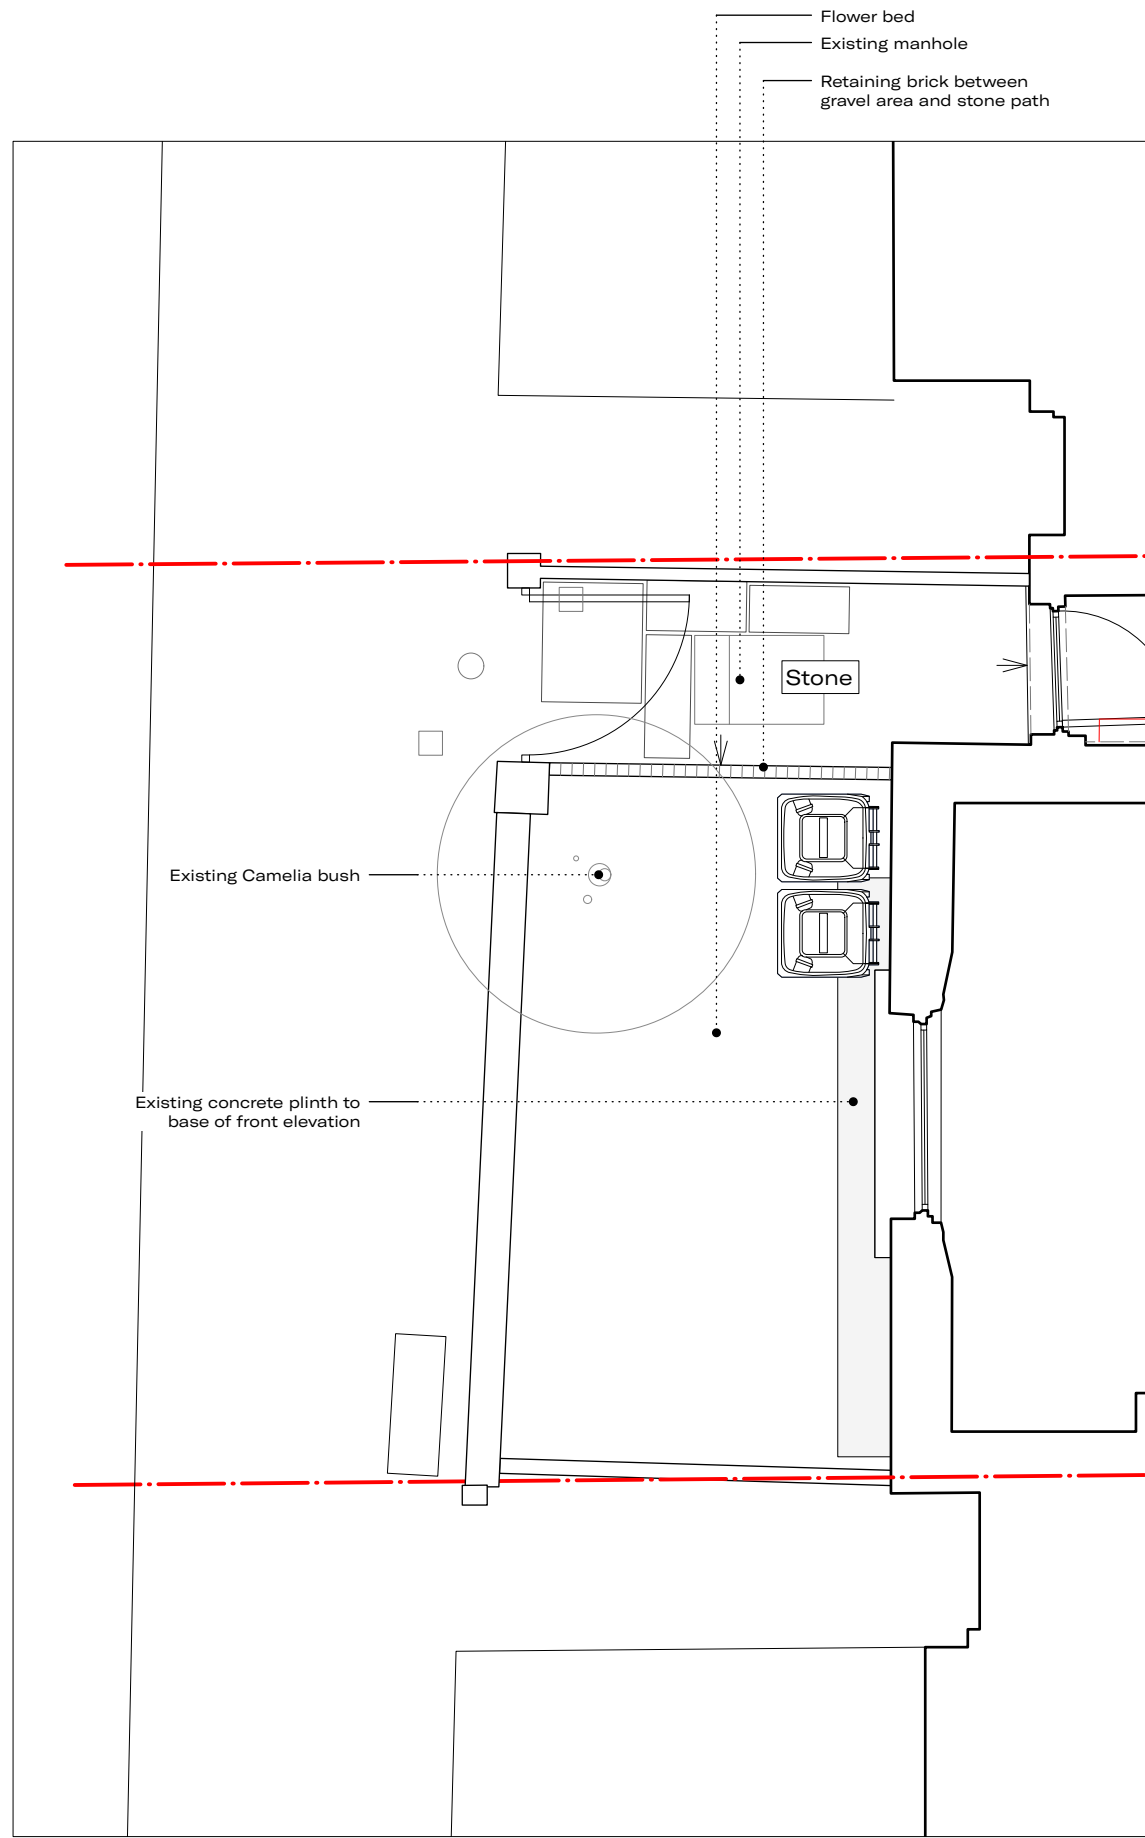 Flower bed
Existing manhole
Retaining brick between
gravel area and stone path
Stone
Existing Camelia bush
Existing concrete plinth to
base of front elevation